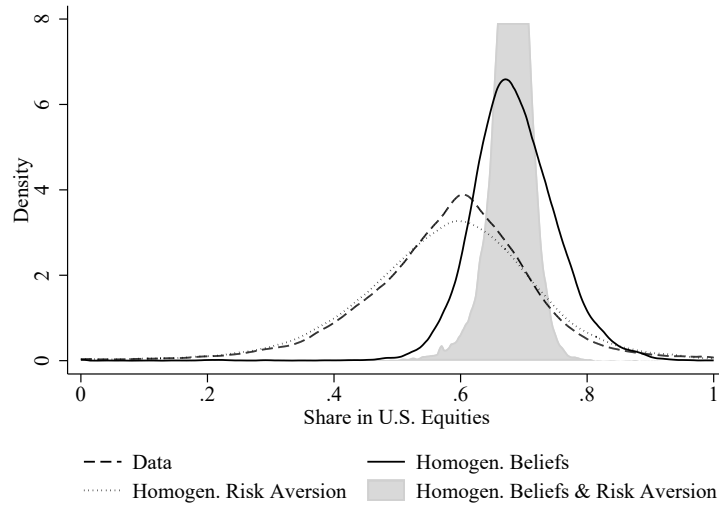 8
6
4
2
0
Density
0 .2 .4 .6 .8 1
Share in U.S. Equities
Data Homogen. Beliefs
Homogen. Risk Aversion Homogen. Beliefs & Risk Aversion